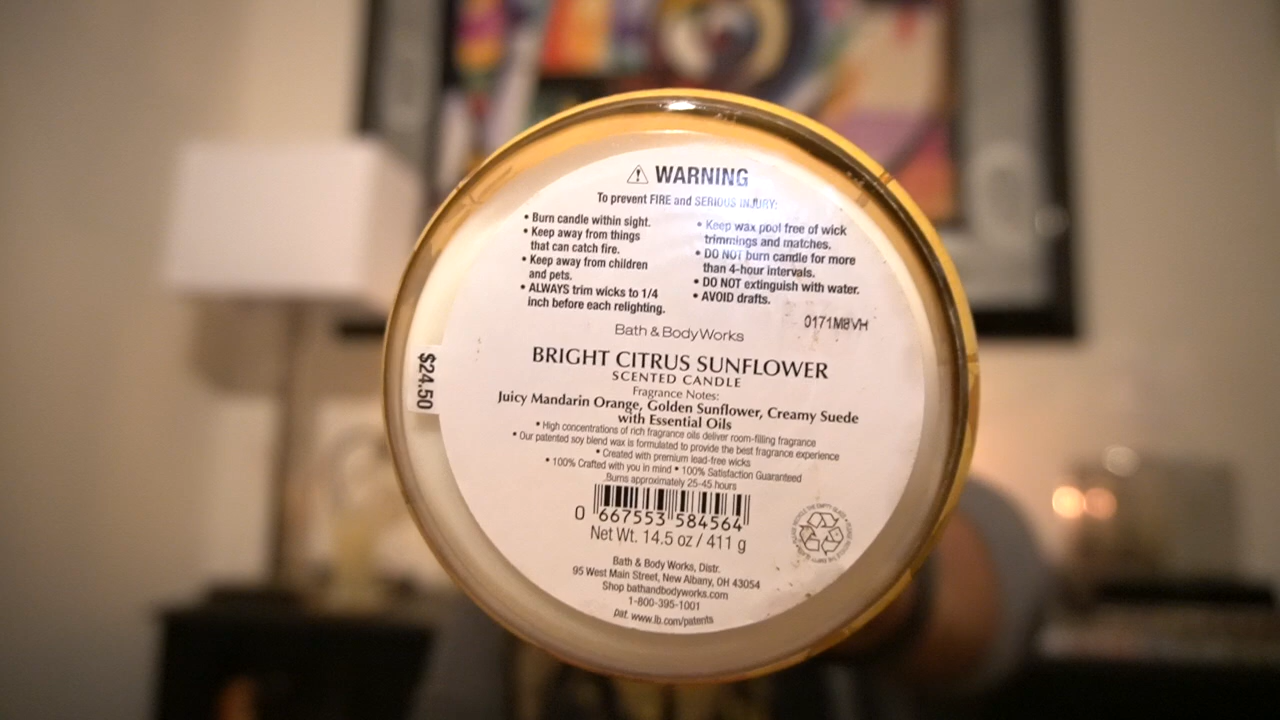 WARNING
To prevent FIRE and SERIOUS INJURY:
• Burn candle within sight.
• Keep away from things
that can catch fire.
• Keep away from children
and pets.
• ALWAYS trim wicks to 1/4
inch before each relighting.
• Keep wax pool free of wick
trimmings and matches.
• DO NOT burn candle for more
than 4-hour intervals.
• DO NOT extinguish with water.
• AVOID drafts.
0171M8VH
Bath & Body Works
BRIGHT CITRUS SUNFLOWER
SCENTED CANDLE
Fragrance Notes:
Juicy Mandarin Orange, Golden Sunflower, Creamy Suede
with Essential Oils
• High concentrations of rich fragrance oils deliver room-filling fragrance
• Our patented soy blend wax is formulated to provide the best fragrance experience
• Created with premium lead-free wicks
• 100% Crafted with you in mind • 100% Satisfaction Guaranteed
Burns approximately 25-45 hours
0 667553 584564
Net Wt. 14.5 oz / 411 g
Bath & Body Works, Distr.
95 West Main Street, New Albany, OH 43054
Shop bathandbodyworks.com
1-800-395-1001
pat. www.lb.com/patents
$24.50